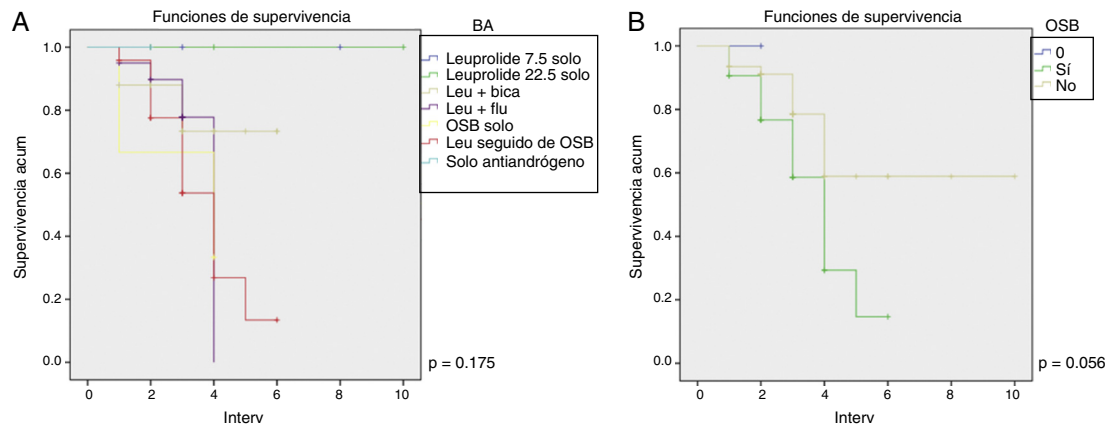 A
Funciones de supervivencia
BA
Leuprolide 7.5 solo
Leuprolide 22.5 solo
Leu + bica
Leu + flu
OSB solo
Leu seguido de OSB
Solo antiandrógeno
Supervivencia acum
1.0
0.8
0.6
0.4
0.2
0.0
0 2 4 6 8 10
Interv
p = 0.175
B
Funciones de supervivencia
OSB
0
Sí
No
Supervivencia acum
1.0
0.8
0.6
0.4
0.2
0.0
0 2 4 6 8 10
Interv
p = 0.056